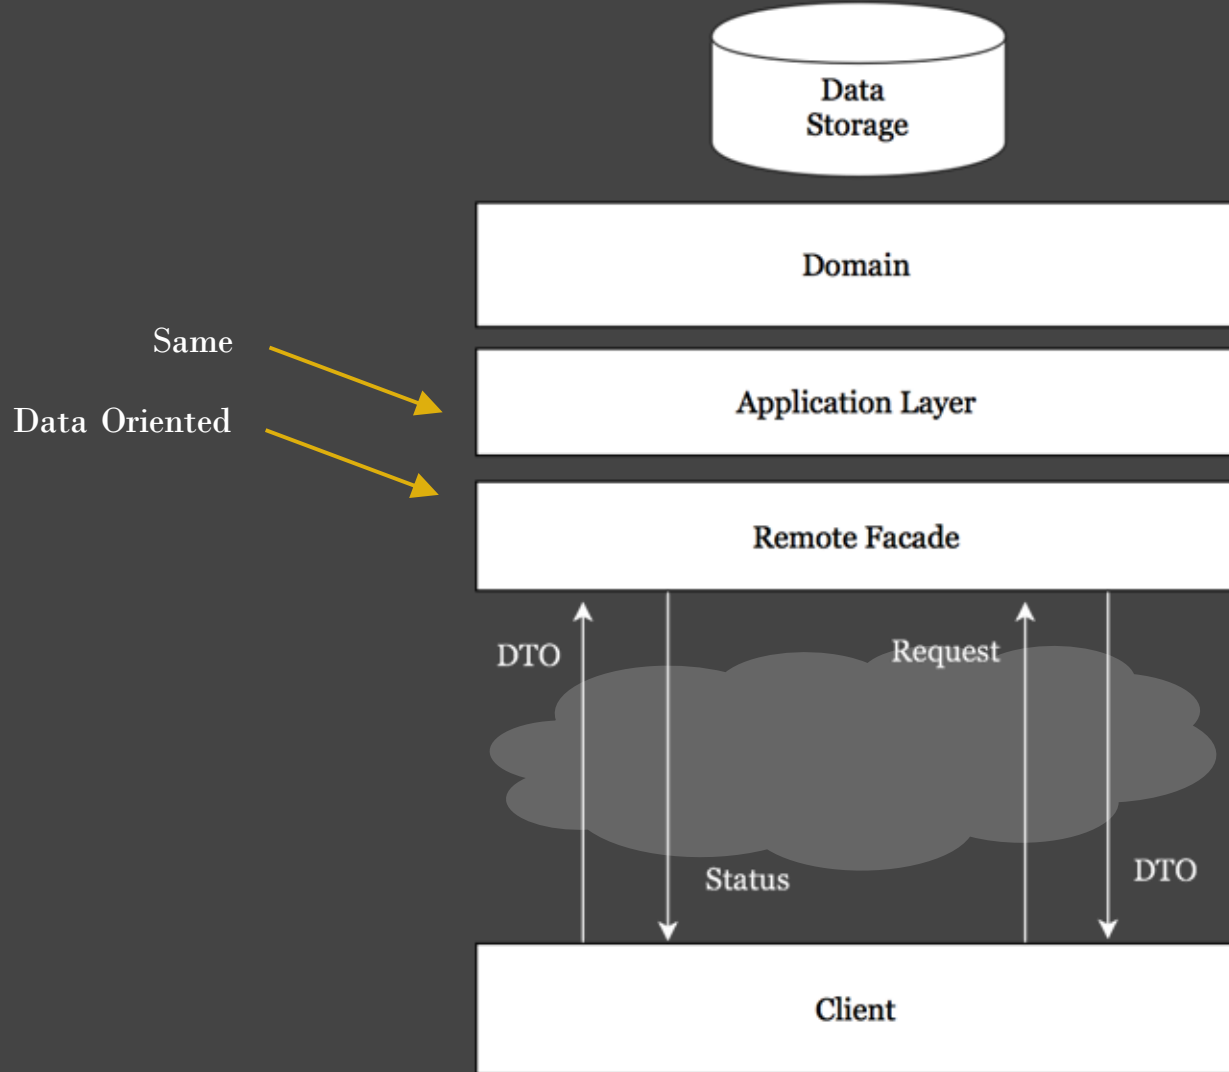 Data
Storage
Domain
Same
Application Layer
Data Oriented
Remote Facade
DTO
Request
Status
DTO
Client